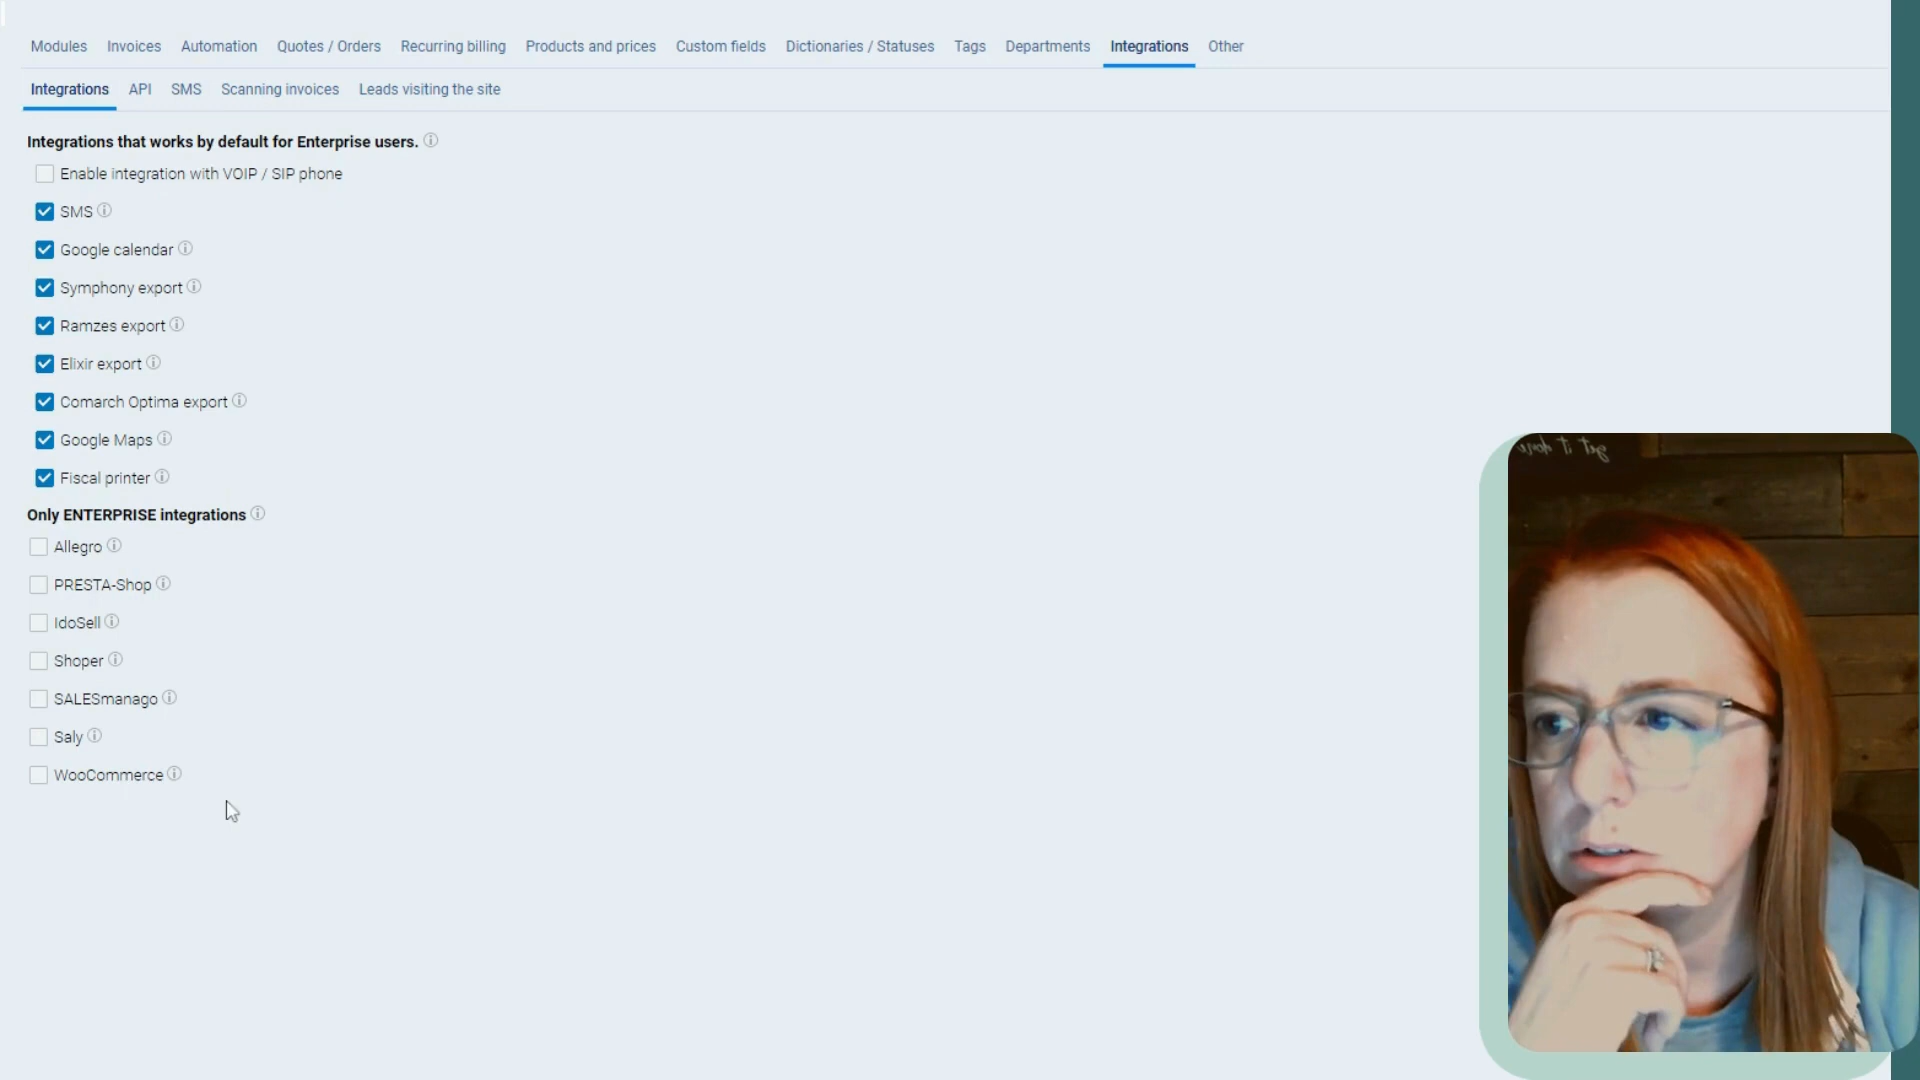 Modules Invoices Automation Quotes / Orders Recurring billing Products and prices Custom fields Dictionaries / Statuses Tags Departments Integrations Other
Integrations API SMS Scanning invoices Leads visiting the site
Integrations that works by default for Enterprise users.
Enable integration with VOIP / SIP phone
SMS
Google calendar
Symphony export
Ramzes export
Elixir export
Comarch Optima export
Google Maps
Fiscal printer
Only ENTERPRISE integrations
Allegro
PRESTA-Shop
IdoSell
Shoper
SALESmanago
Saly
WooCommerce
get it done